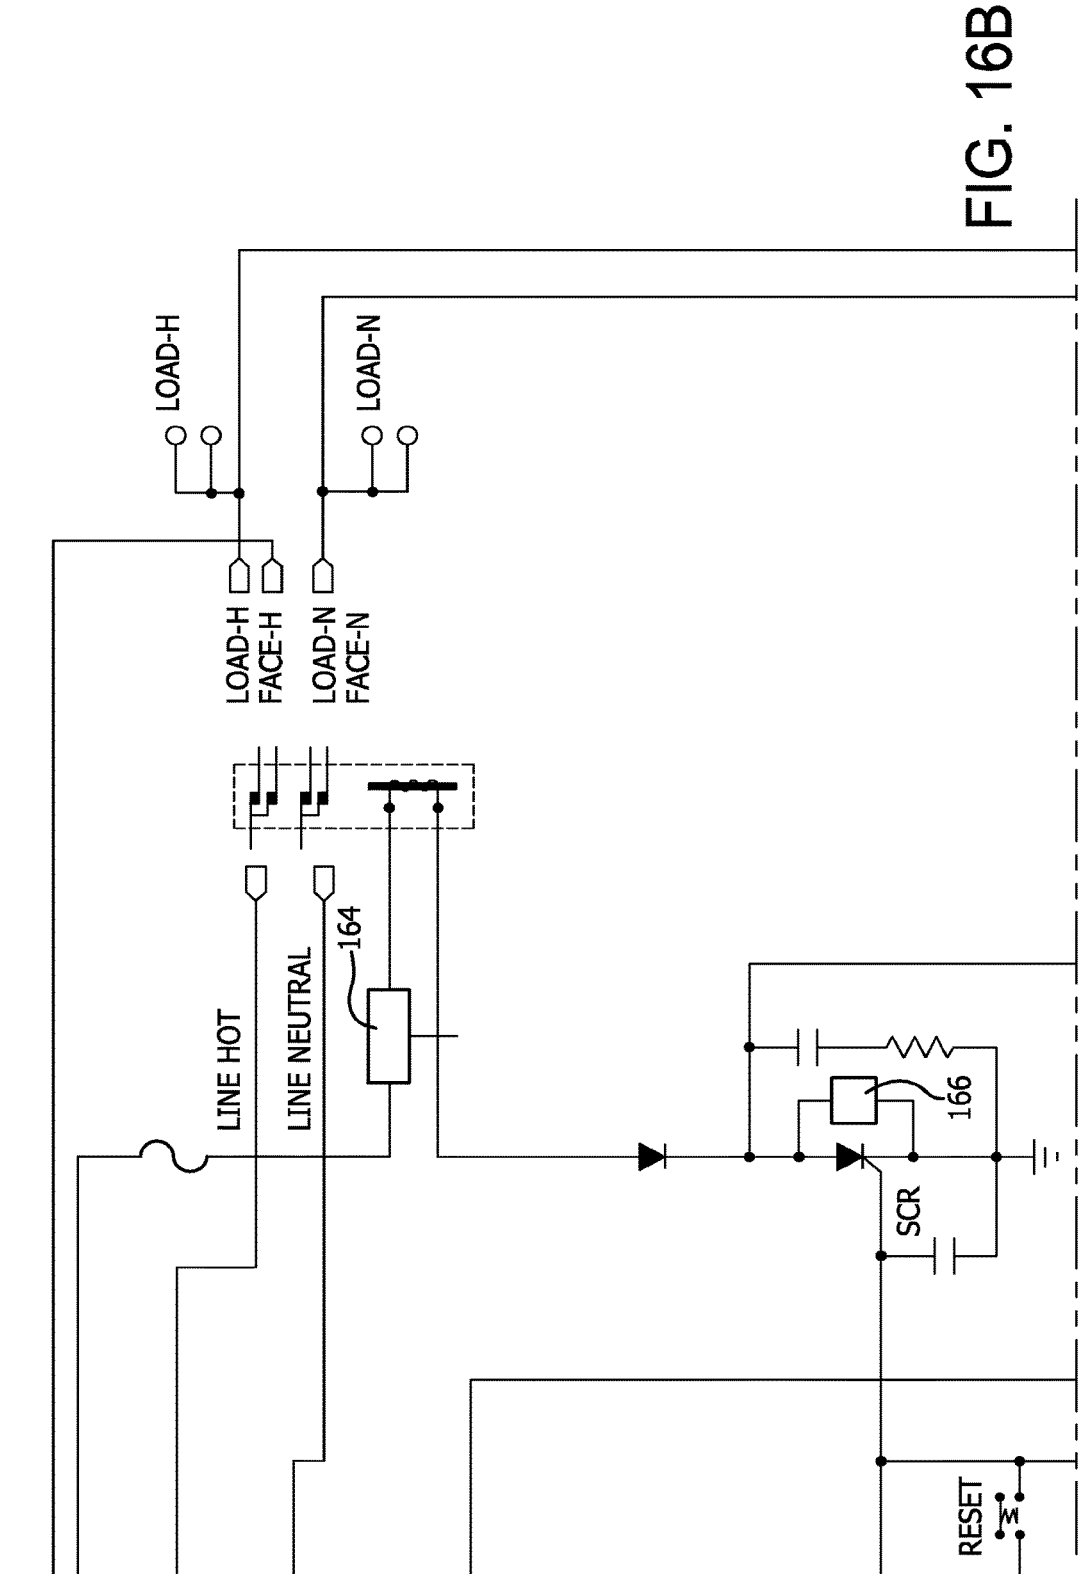 FIG. 16B
LOAD-H
LOAD-N
LOAD-H
FACE-H
LOAD-N
FACE-N
LINE HOT
LINE NEUTRAL
164
166
SCR
RESET